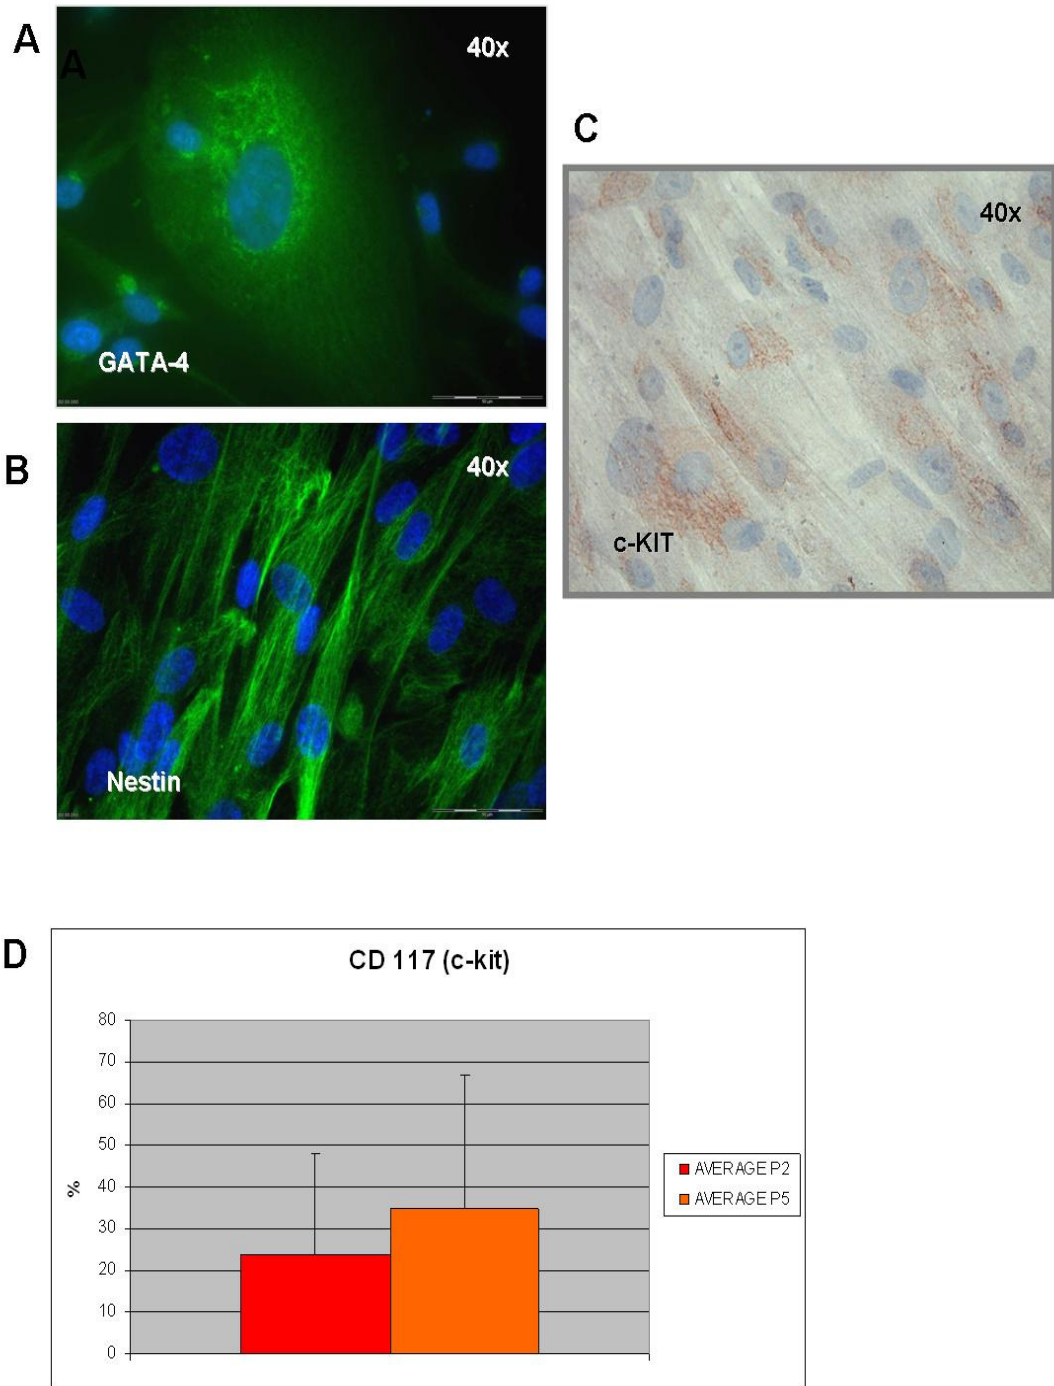 A
A
40x
GATA-4
B
40x
Nestin
C
40x
c-KIT
D
CD 117 (c-kit)
80
70
60
50
40
30
20
10
0
%
AVERAGE P2
AVERAGE P5